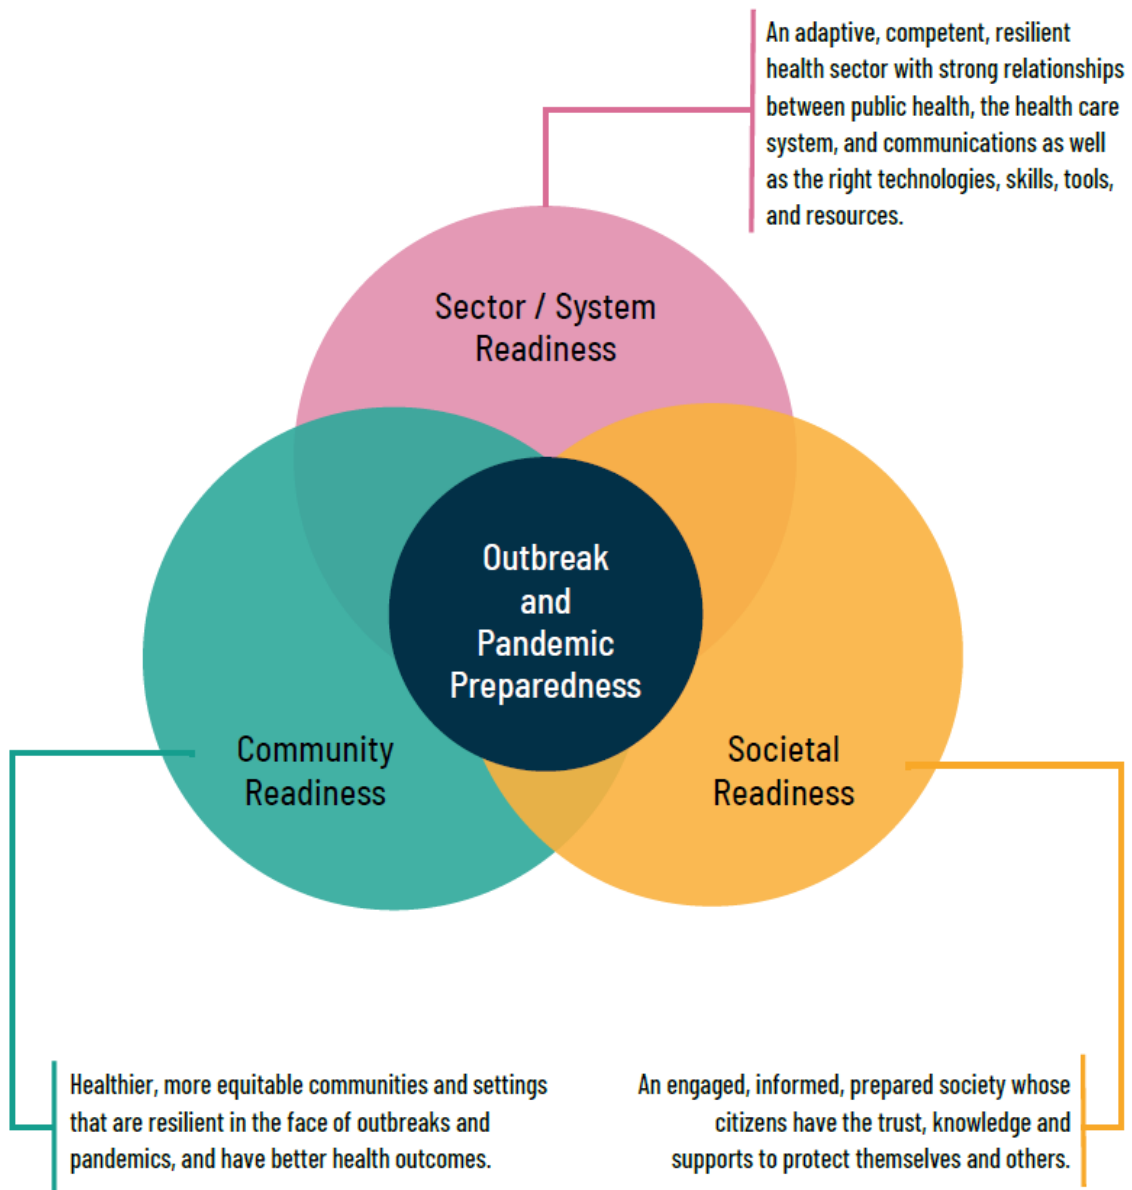 An adaptive, competent, resilient
health sector with strong relationships
between public health, the health care
system, and communications as well
as the right technologies, skills, tools,
and resources.
Sector / System
Readiness
Outbreak
and
Pandemic
Preparedness
Community
Readiness
Societal
Readiness
Healthier, more equitable communities and settings
that are resilient in the face of outbreaks and
pandemics, and have better health outcomes.
An engaged, informed, prepared society whose
citizens have the trust, knowledge and
supports to protect themselves and others.